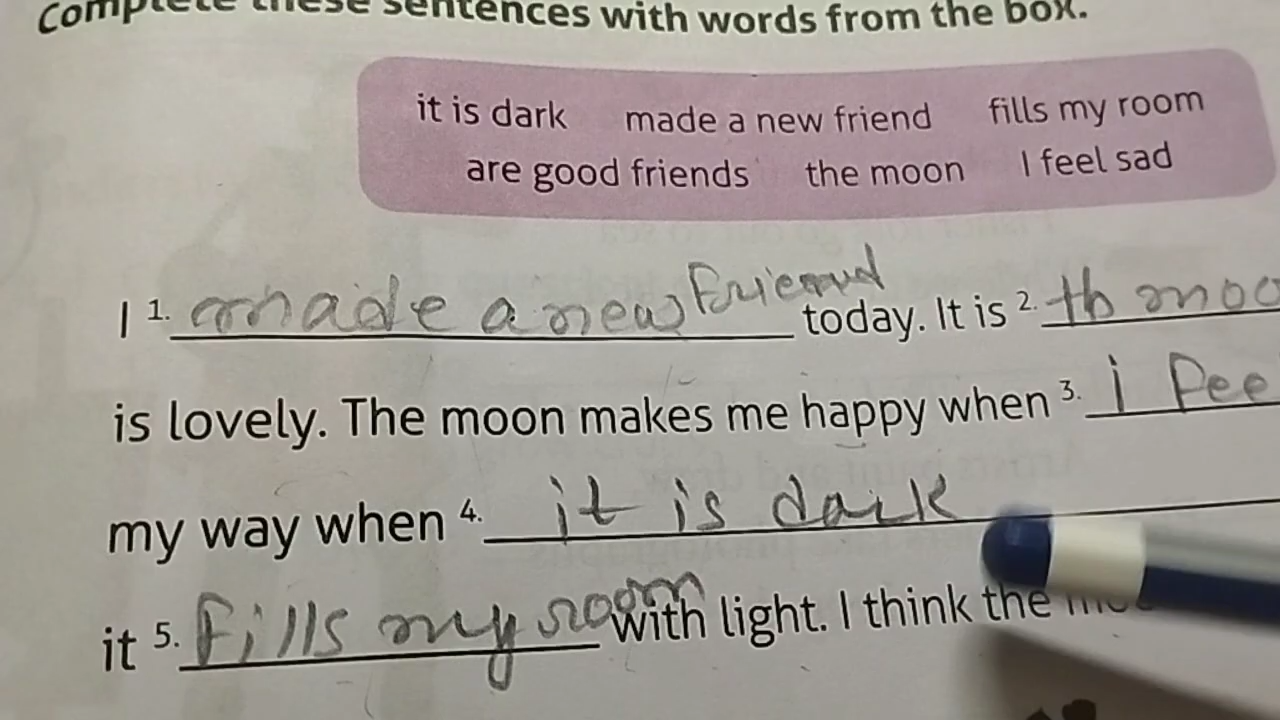 Complete these sentences with words from the box.
it is dark made a new friend fills my room
are good friends the moon I feel sad
I 1. made a new Friend today. It is 2. th moo
is lovely. The moon makes me happy when 3. i Fee
my way when 4. it is dark
it 5. Fills my room with light. I think the